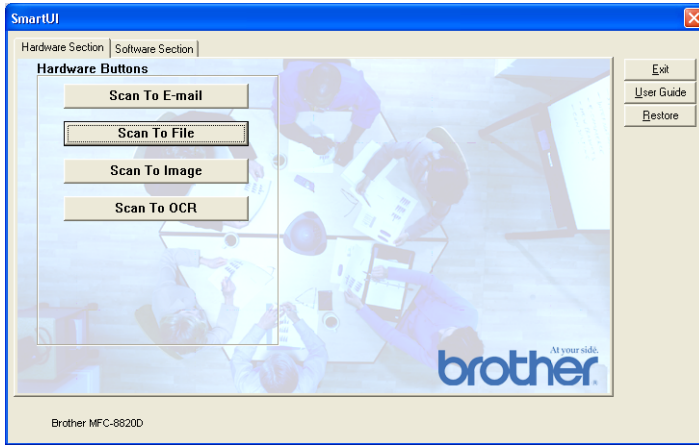 SmartUI
Hardware Section
Software Section
Hardware Buttons
Scan To E-mail
Scan To File
Scan To Image
Scan To OCR
Exit
User Guide
Restore
At your side.
brother
Brother MFC-8820D